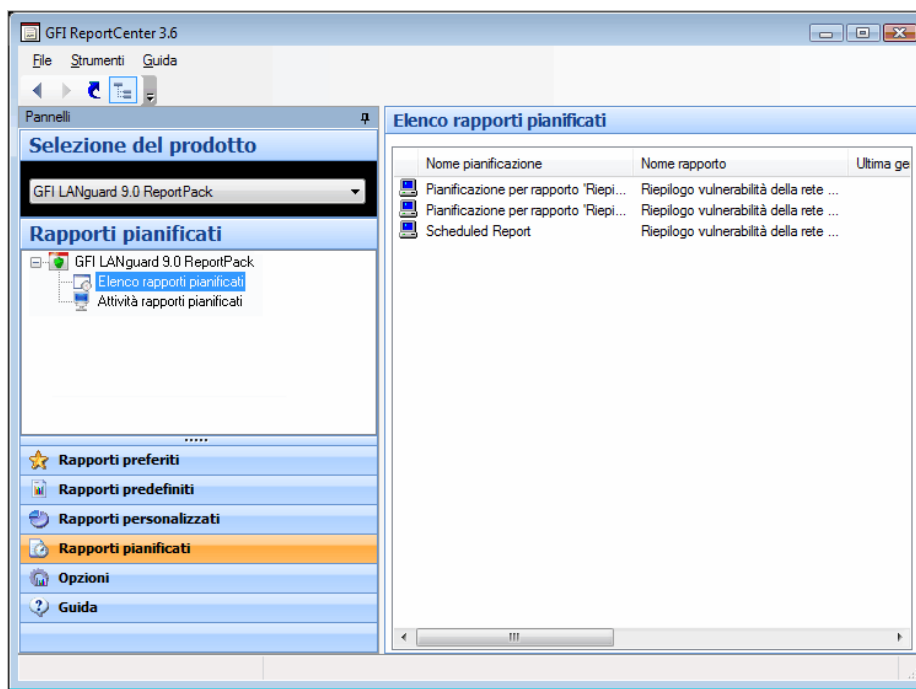 GFI ReportCenter 3.6
File Strumenti Guida
Pannelli
Selezione del prodotto
GFI LANguard 9.0 ReportPack
Rapporti pianificati
GFI LANguard 9.0 ReportPack
Elenco rapporti pianificati
Attività rapporti pianificati
Rapporti preferiti
Rapporti predefiniti
Rapporti personalizzati
Rapporti pianificati
Opzioni
Guida
Elenco rapporti pianificati
Nome pianificazione Nome rapporto Ultima ge
Pianificazione per rapporto "Riepi... Riepilogo vulnerabilità della rete ...
Pianificazione per rapporto "Riepi... Riepilogo vulnerabilità della rete ...
Scheduled Report Riepilogo vulnerabilità della rete ...